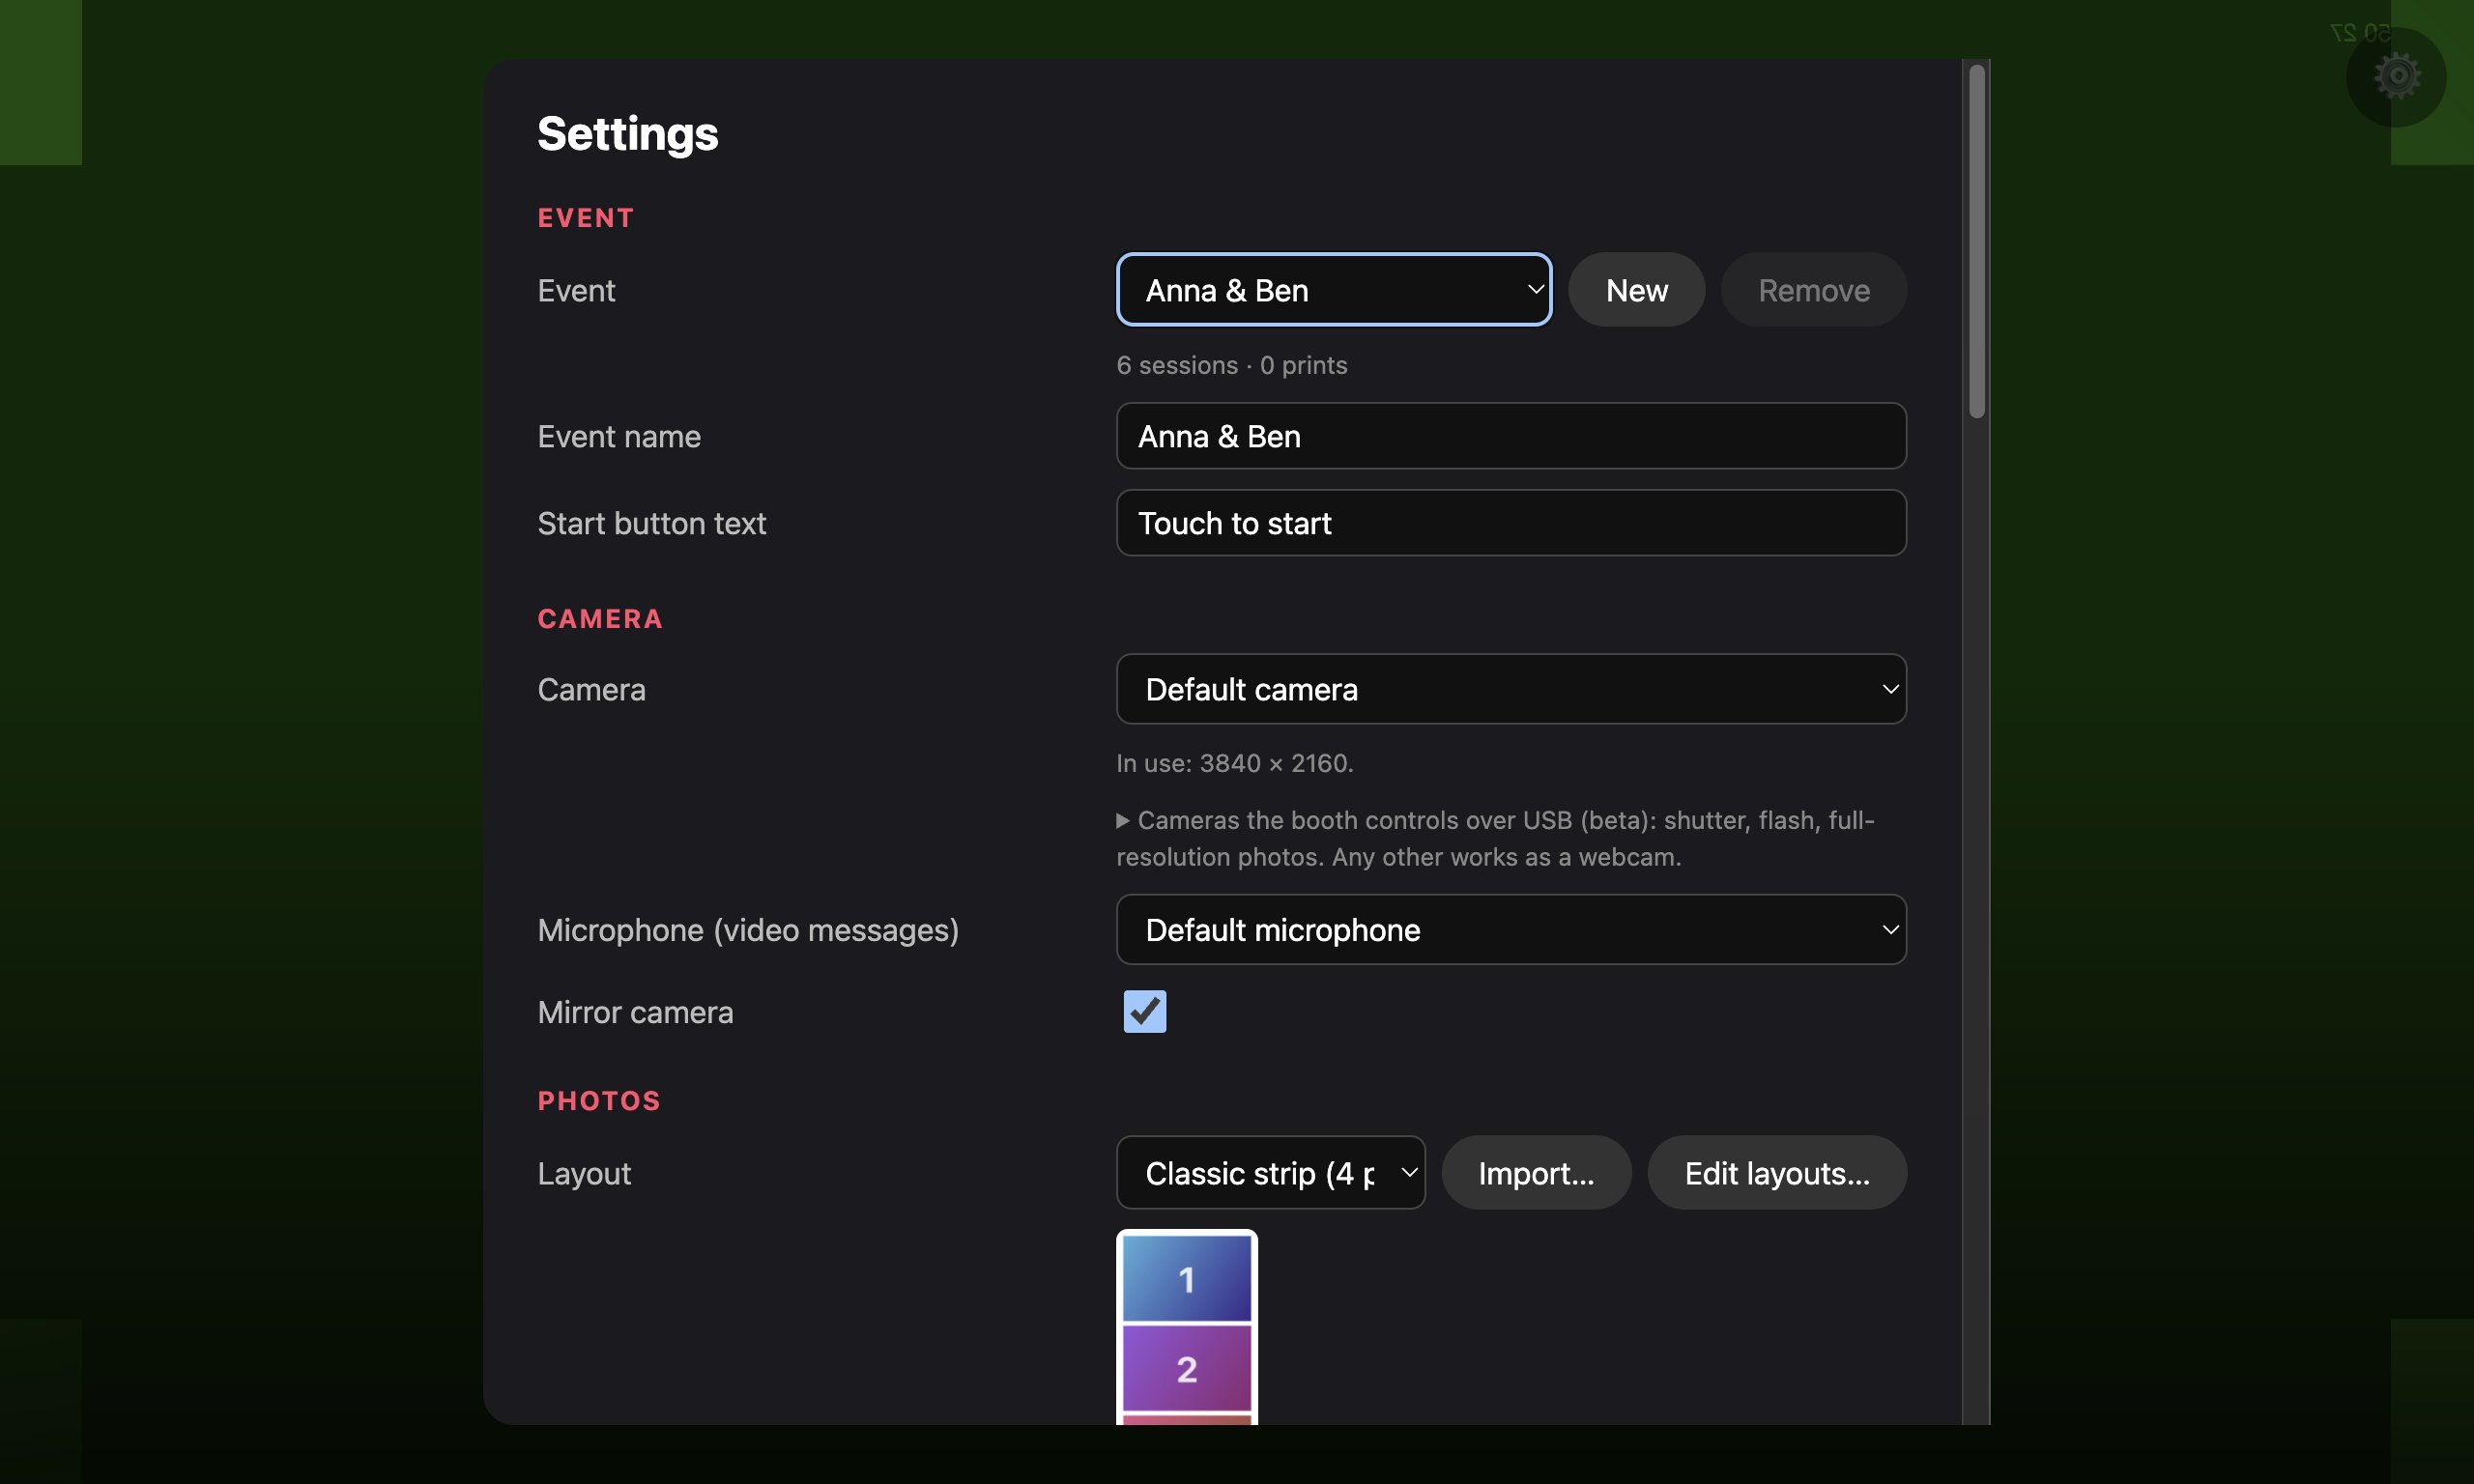 50 27
Settings
EVENT
Event
Anna & Ben
New
Remove
6 sessions · 0 prints
Event name
Anna & Ben
Start button text
Touch to start
CAMERA
Camera
Default camera
In use: 3840 × 2160.
▶ Cameras the booth controls over USB (beta): shutter, flash, full-
resolution photos. Any other works as a webcam.
Microphone (video messages)
Default microphone
Mirror camera
PHOTOS
Layout
Classic strip (4 p
Import...
Edit layouts...
1
2